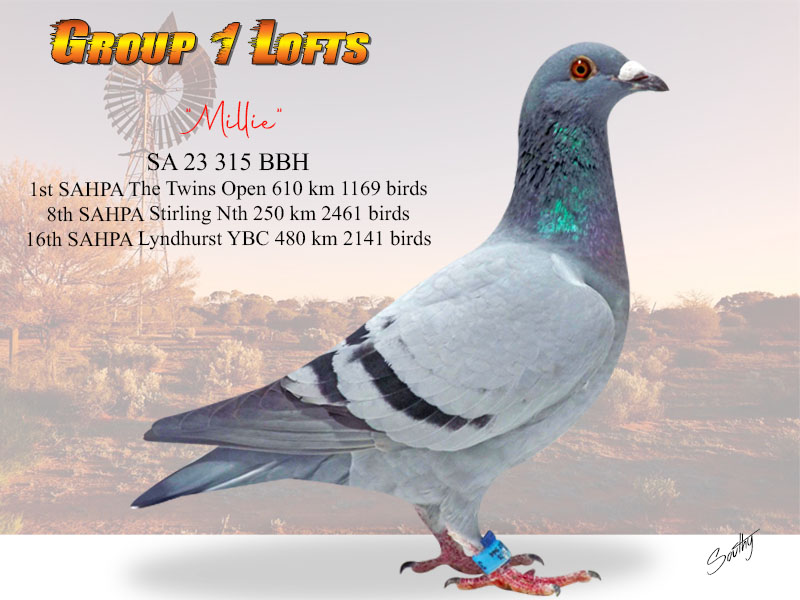 Group 1 Lofts
"Millie"
SA 23 315 BBH
1st SAHPA The Twins Open 610 km 1169 birds
8th SAHPA Stirling Nth 250 km 2461 birds
16th SAHPA Lyndhurst YBC 480 km 2141 birds
Southy